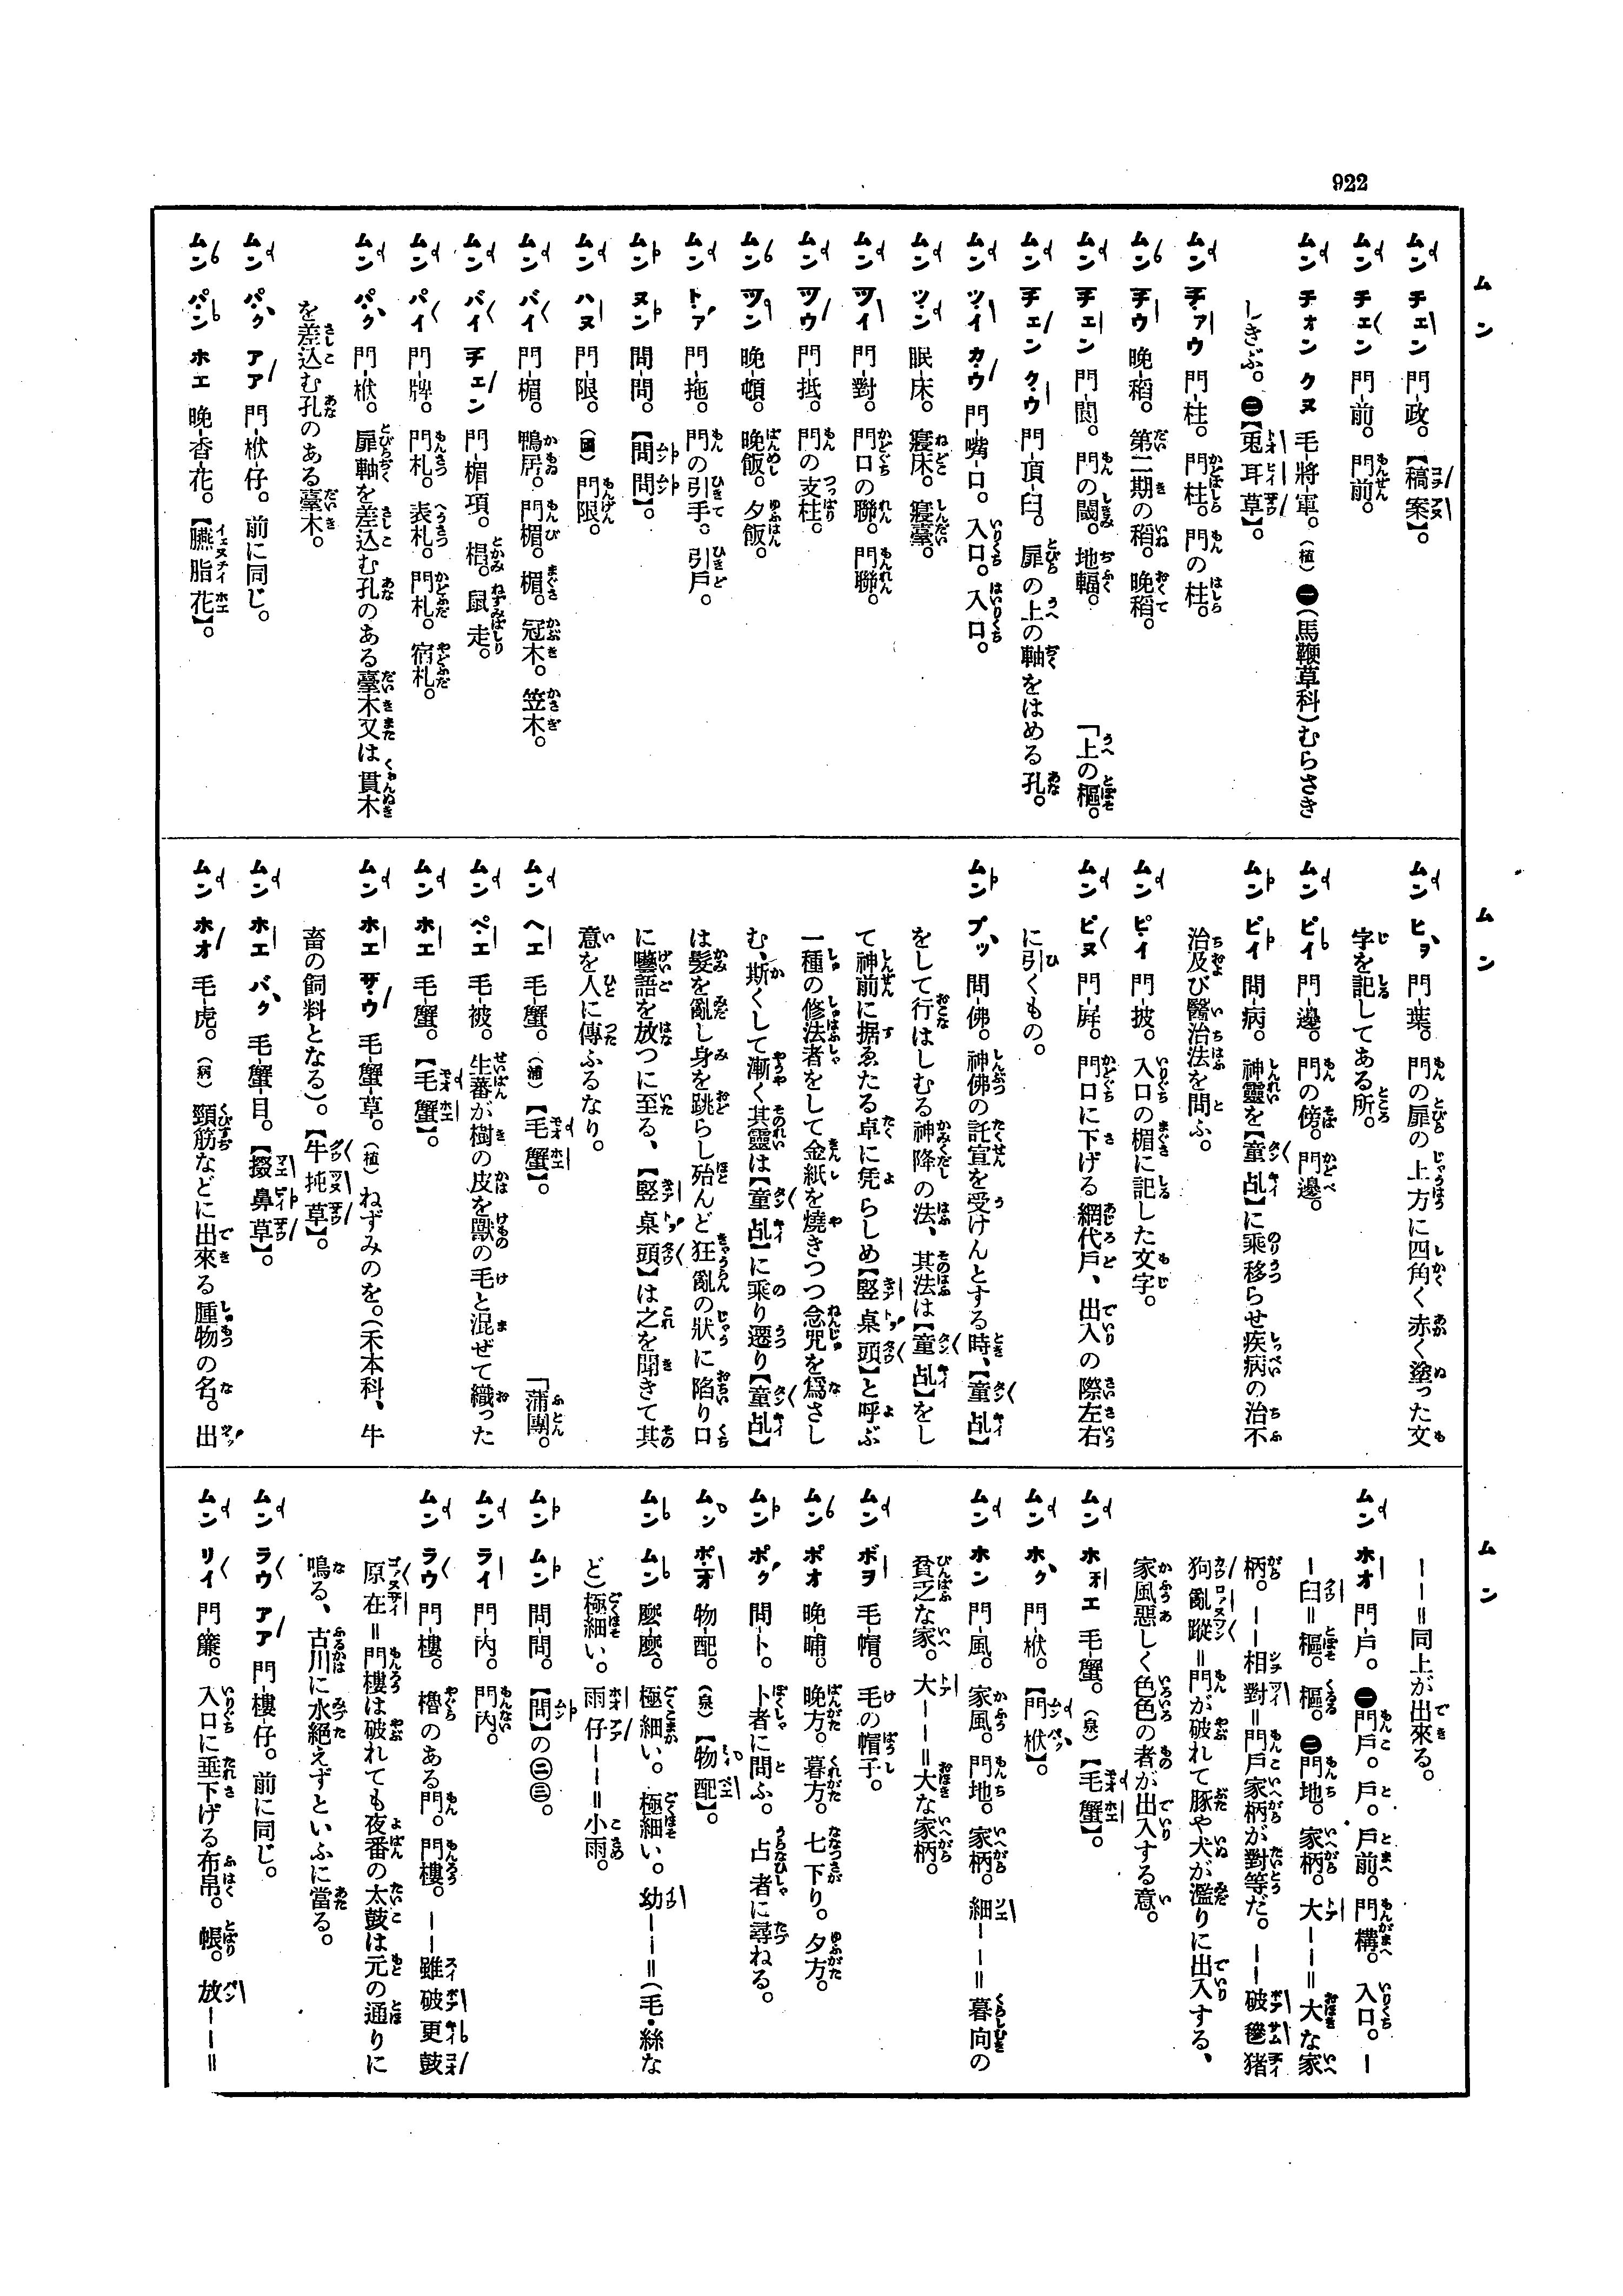 922
ムン
ムン チェン 門-政。【稿案】。
ムン チェン 門-前。門前。
ムン チォン クヌ 毛-將-軍。(植)㊀(馬鞭草科)むらさき
しきぶ。㊁【兎耳草】。
ムン チァウ 門-柱。門柱。門の柱。
ムン チウ 晚-稻。第二期の稻。晚稻。
ムン チェン 門-閾。門の閾。地輻。
ムン チェン クウ 門-頂-臼。扉の上の軸をはめる孔。「上の樞。
ムン ツイ カウ 門-嘴-口。入口。入口。
ムン ツン 眠-床。寢床。寢臺。
ムン ツイ 門-對。門口の聯。門聯。
ムン ツウ 門-抵。門の支柱。
ムン ツン 晚-頓。晚飯。夕飯。
ムン トァ 門-拖。門の引手。引戶。
ムン ヌン 問-問。【問問】。
ムン ハヌ 門-限。(國)門限。
ムン バイ 門-楣。鴨居。門楣。楣。冠木。笠木。
ムン バイ チェン 門-楣-項。梠。鼠走。
ムン パイ 門-牌。門札。表札。門札。宿札。
ムン パク 門-栿。扉軸を差込む孔のある臺木又は貫木
を差込む孔のある臺木。
ムン パク アア 門-栿-仔。前に同じ。
ムン パン ホエ 晚-香-花。【臙脂花】。
ムン
ムン ヒヲ 門-葉。門の扉の上方に四角く赤く塗った文
字を記してある所。
ムン ピイ 門-邊。門の傍。門邊。
ムン ピイ 問-病。神靈を【童乩】に乘移らせ疾病の治不
治及び醫治法を問ふ。
ムン ピイ 門-披。入口の楣に記した文字。
ムン ピヌ 門-屛。門口に下げる網代戶、出入の際左右
に引くもの。
ムン プッ 問-佛。神佛の託宣を受けんとする時、【童乩】
をして行はしむる神降の法、其法は【童乩】をし
て神前に据ゑたる卓に凭らしめ【竪桌頭】と呼ぶ
一種の修法者をして金紙を燒きつつ念咒を爲さし
む、斯くして漸く其靈は【童乩】に乘り遷り【童乩】
は髮を亂し身を跳らし殆んど狂亂の狀に陷り口
に囈語を放つに至る、【竪桌頭】は之を聞きて其
意を人に傳ふるなり。
ムン ヘエ 毛-蟹。(浦)【毛蟹】。「蒲團。
ムン ペエ 毛-被。生蕃が樹の皮を獸の毛と混ぜて織った
ムン ホエ 毛-蟹。【毛蟹】。
ムン ホエ ザウ 毛-蟹-草。(植)ねずみのを。(禾本科、牛
畜の飼料となる)。【牛㧣草】。
ムン ホエ バク 毛-蟹-目。【掇鼻草】。
ムン ホオ 毛-虎。(病)頸筋などに出來る腫物の名。出
ムン
――=同上が出來る。
ムン ホオ 門-戶。㊀門戶。戶。戶前。門構。入口。―
―臼=樞。樞。㊁門地。家柄。大――=大な家
柄。――相對=門戶家柄が對等だ。――破毿猪
狗亂蹤=門が破れて豚や犬が濫りに出入する、
家風惡しく色色の者が出入する意。
ムン ホェ 毛-蟹。(泉)【毛蟹】。
ムン ホク 門-栿。【門栿】。
ムン ホン 門-風。家風。門地。家柄。細――=暮向の
貧乏な家。大――=大な家柄。
ムン ボヲ 毛-帽。毛の帽子。
ムン ポオ 晚-晡。晚方。暮方。七下り。夕方。
ムン ポク 問-卜。卜者に問ふ。占者に尋ねる。
ムン ポオ 物-配。(泉)【物配】。
ムン ムン 麼-麼。極細い。極細い。幼――=(毛・絲な
ど)極細い。雨仔――=小雨。
ムン ムン 問-問。【問】の㊁㊂。
ムン ライ 門-內。門內。
ムン ラウ 門-樓。櫓のある門。門樓。――雖破更鼓
原在=門樓は破れても夜番の太鼓は元の通りに
鳴る、古川に水絕えずといふに當る。
ムン ラウ アア 門-樓-仔。前に同じ。
ムン リイ 門-簾。入口に垂下げる布帛。帳。放――=